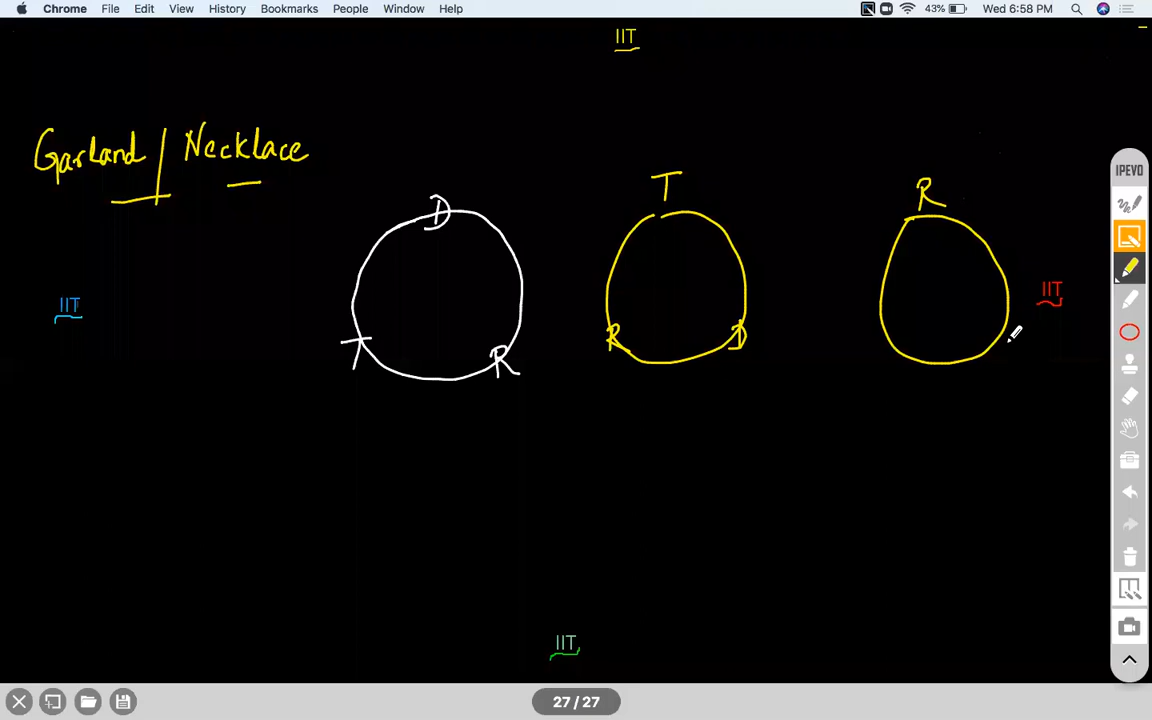 Chrome File Edit View History Bookmarks People Window Help 43% Wed 6:58 PM
IIT
Garland / Necklace
IPEVO
T
R
D
IIT
IIT
R
D
T
R
IIT
27 / 27